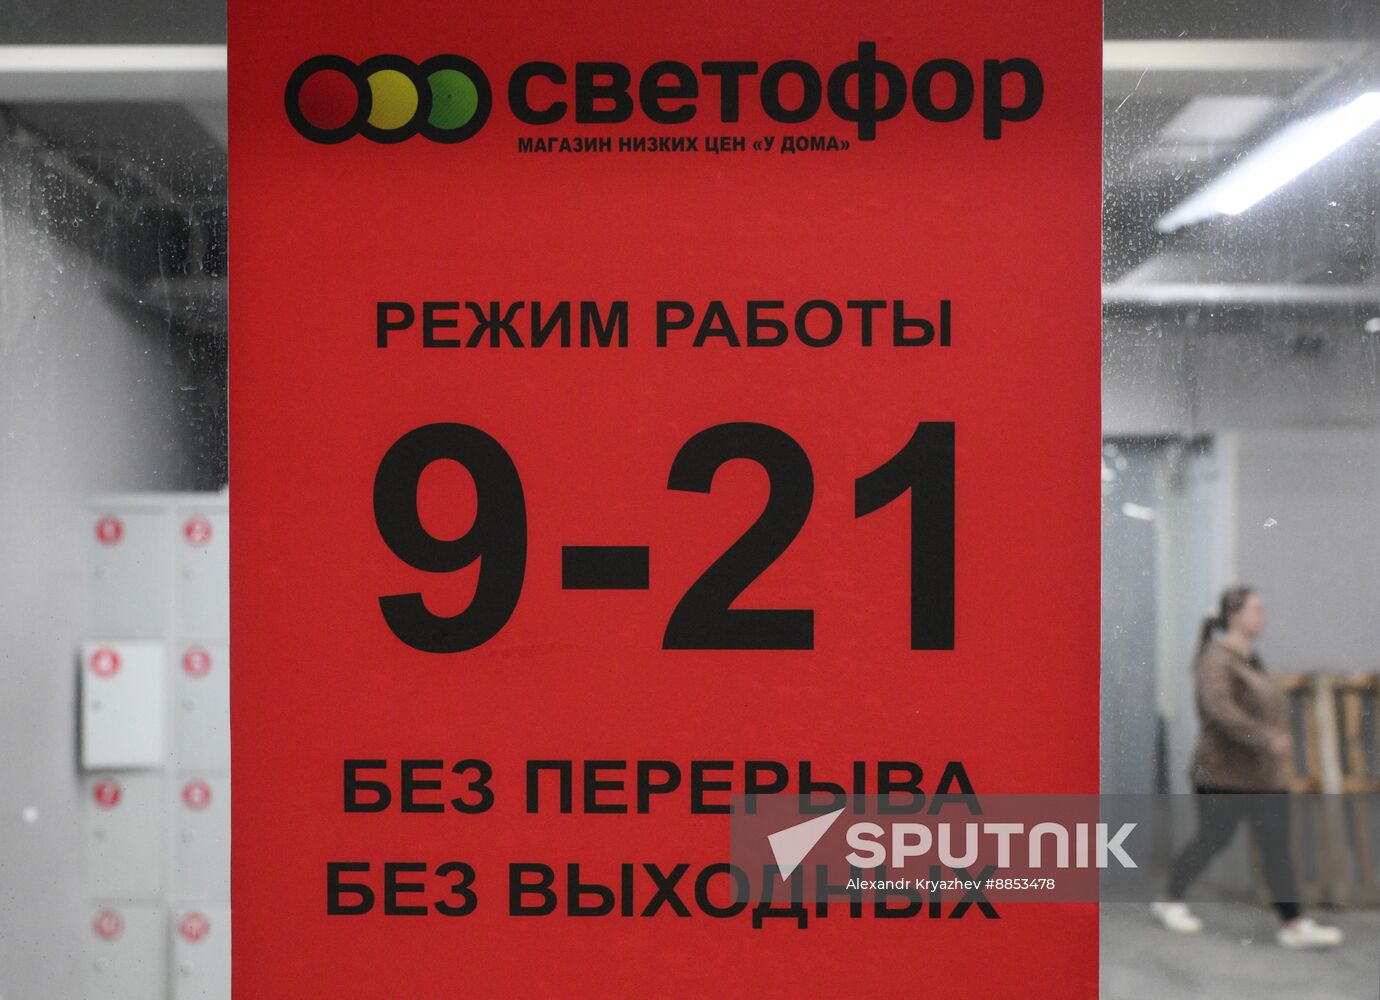 светофор
МАГАЗИН НИЗКИХ ЦЕН «У ДОМА»
РЕЖИМ РАБОТЫ
9-21
БЕЗ ПЕРЕРЫВА
БЕЗ ВЫХОДНЫХ
SPUTNIK
Alexandr Kryazhev #8853478